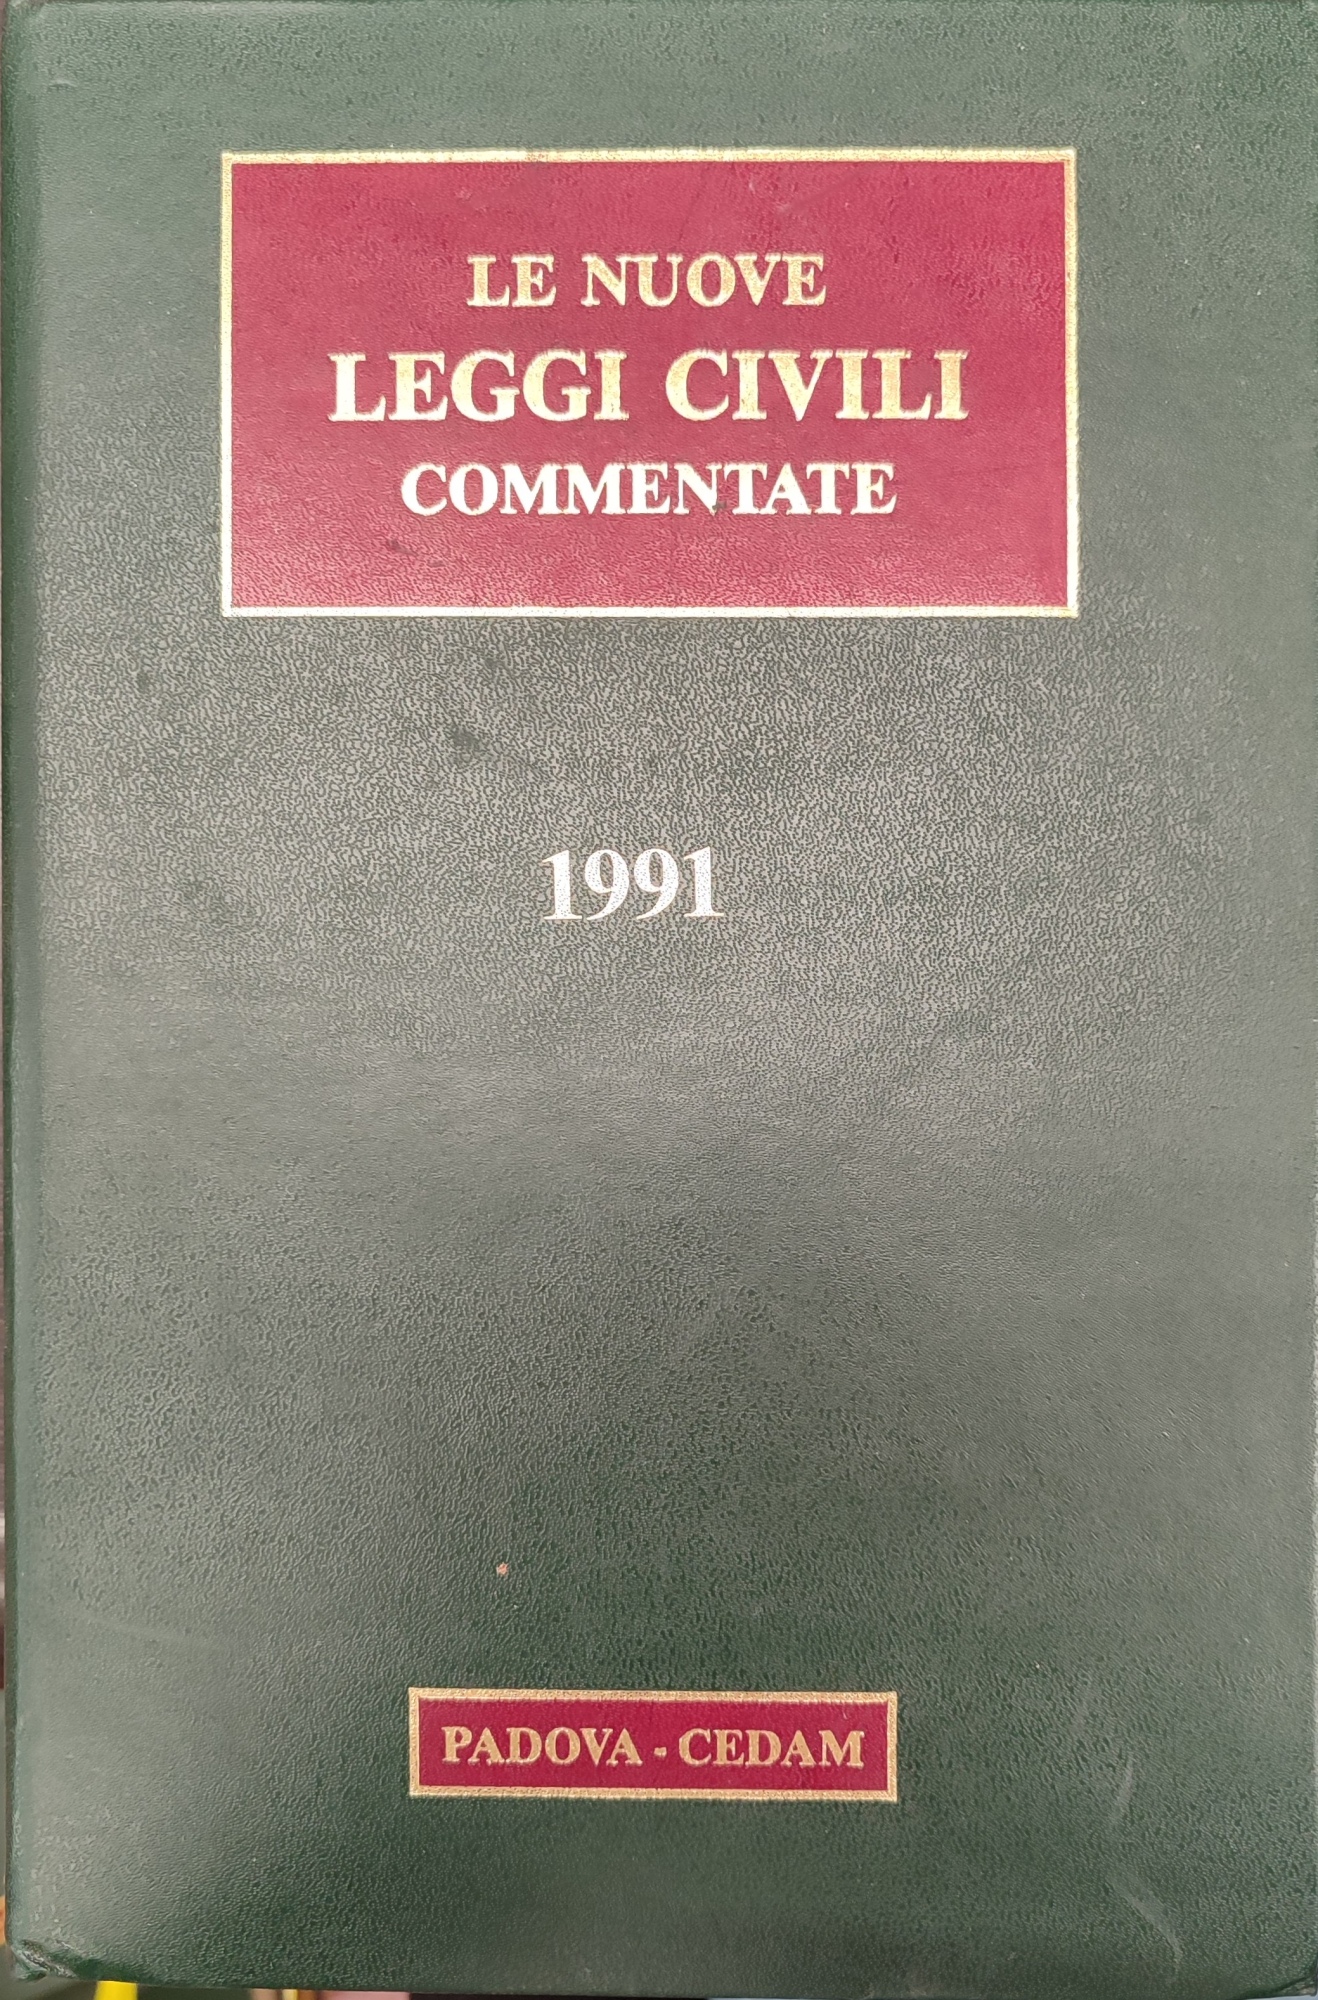 LE NUOVE
LEGGI CIVILI
COMMENTATE
1991
PADOVA - CEDAM